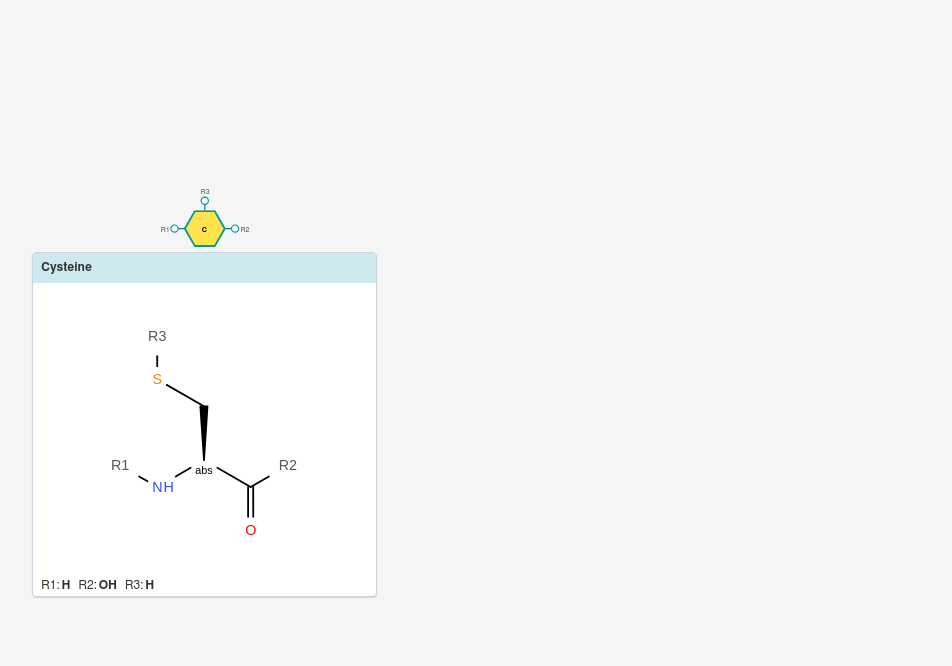 R3
R1 C R2
Cysteine
R3
S
R1 abs R2
NH
O
R1: H R2: OH R3: H